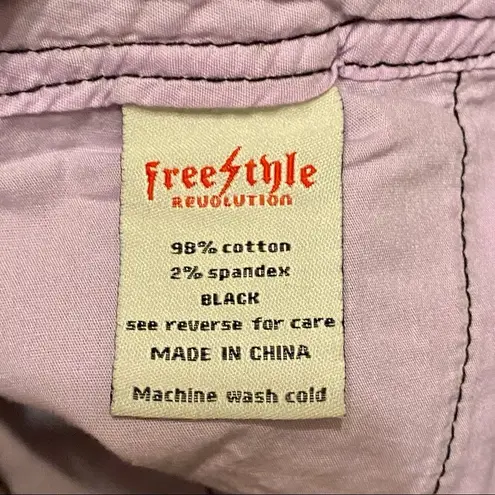 freestyle
REVOLUTION
98% cotton
2% spandex
BLACK
see reverse for care
MADE IN CHINA
Machine wash cold